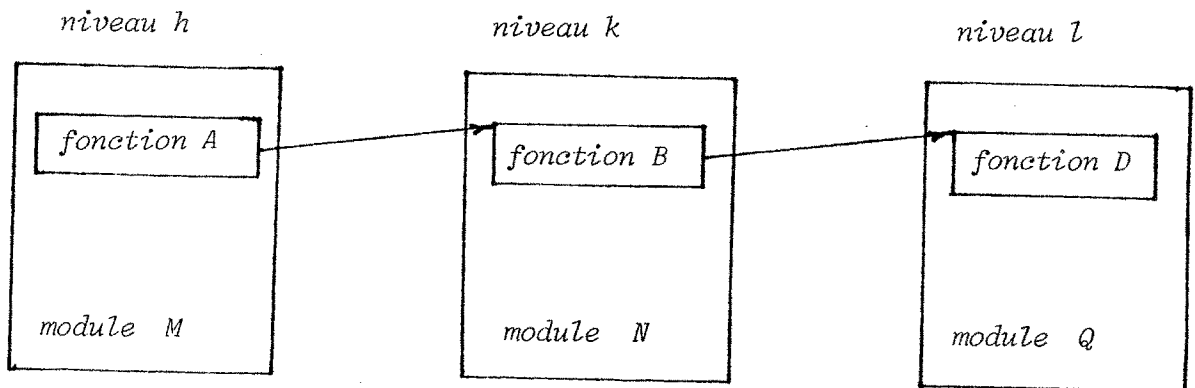 niveau h
niveau k
niveau l
fonction A
fonction B
fonction D
module M
module N
module Q